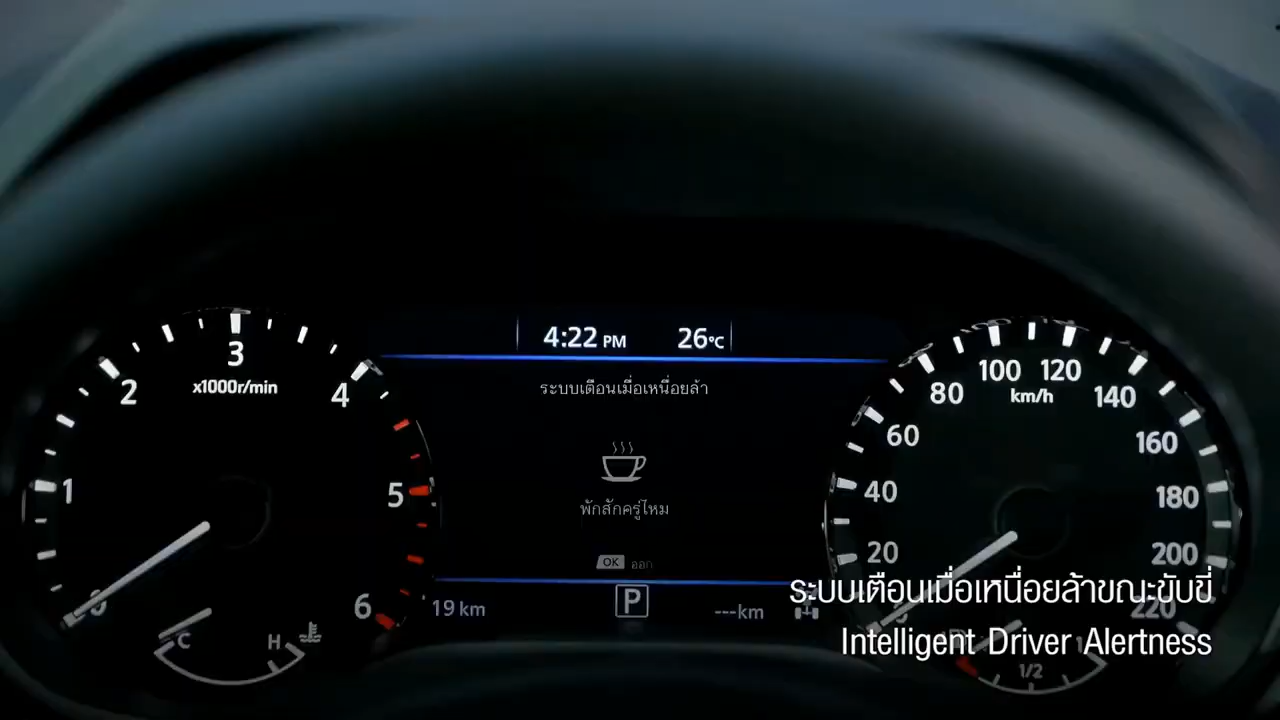 4:22 PM 26°C
ระบบเตือนเมื่อเหนื่อยล้า
พักสักครู่ไหม
OK ออก
19 km P ---km
0 1 2 3 4 5 6
x1000r/min
C H
20 40 60 80 100 120 140 160 180 200 220
km/h
1/2 1
ระบบเตือนเมื่อเหนื่อยล้าขณะขับขี่
Intelligent Driver Alertness